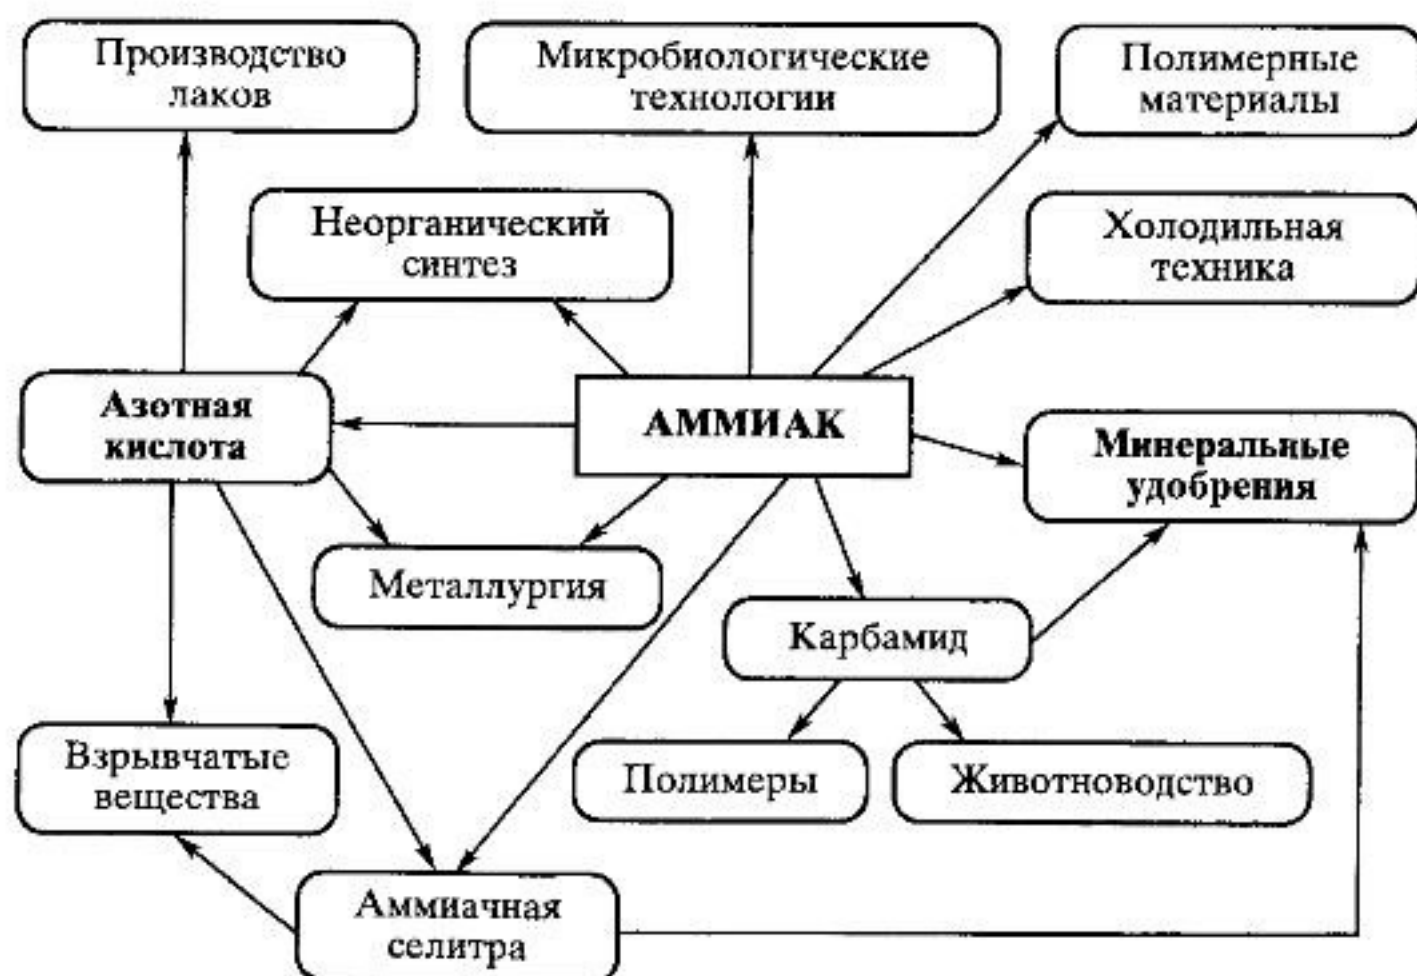 Производство
лаков
Микробиологические
технологии
Полимерные
материалы
Неорганический
синтез
Холодильная
техника
Азотная
кислота
АММИАК
Минеральные
удобрения
Металлургия
Карбамид
Взрывчатые
вещества
Полимеры
Животноводство
Аммиачная
селитра